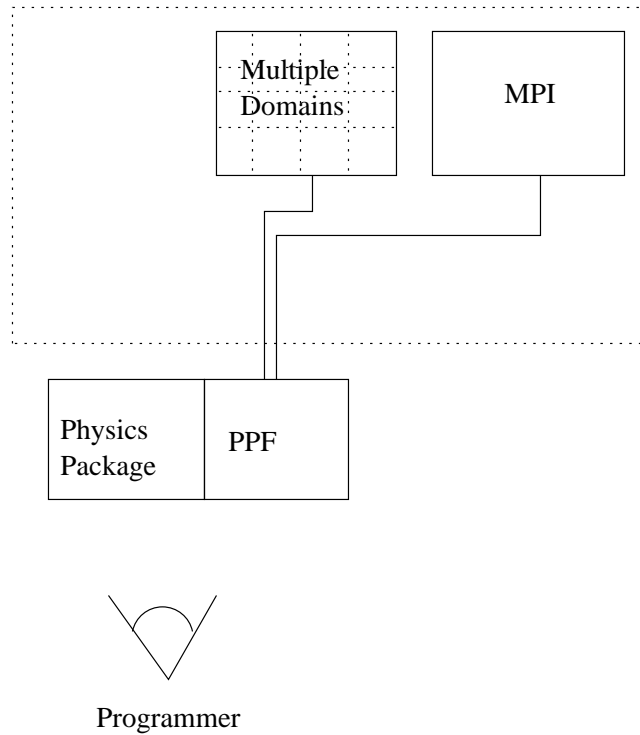 Multiple
Domains
MPI
Physics
Package
PPF
Programmer